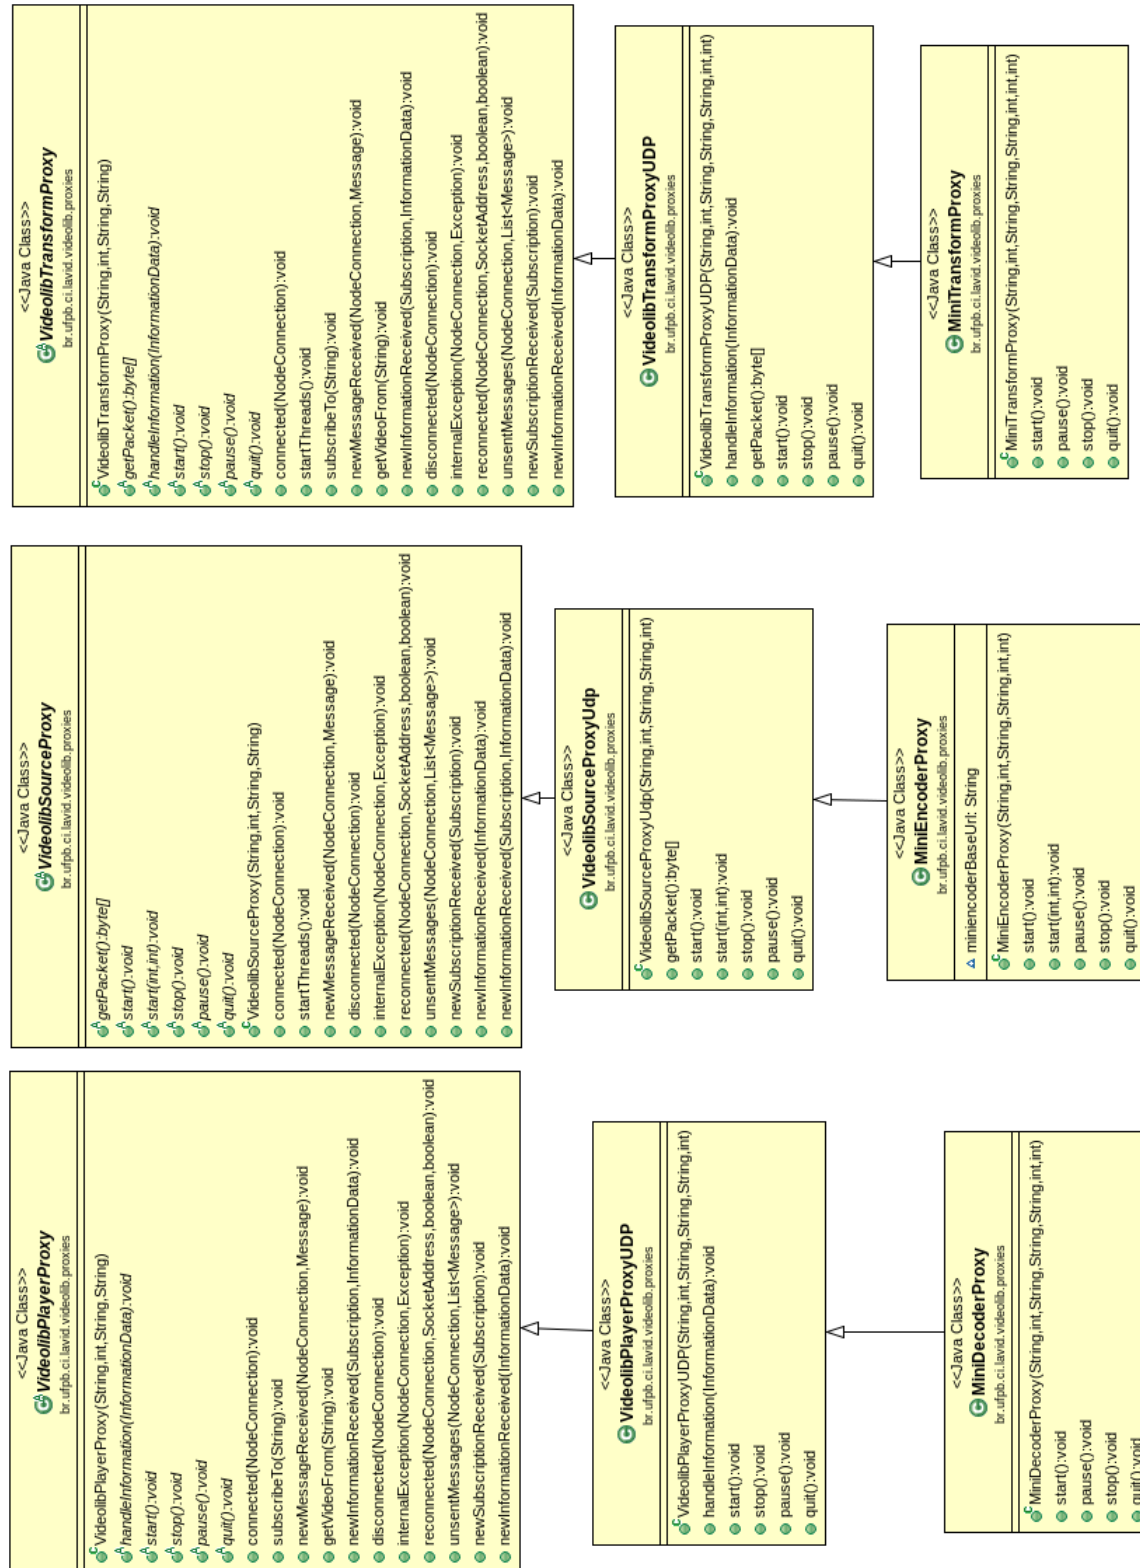 <<Java Class>>
VideolibPlayerProxy
br.ufpb.ci.lavid.videolib.proxies
VideolibPlayerProxy(String,int,String,String)
handleInformation(InformationData):void
start():void
stop():void
pause():void
quit():void
connected(NodeConnection):void
subscribeTo(String):void
newMessageReceived(NodeConnection,Message):void
getVideoFrom(String):void
newInformationReceived(Subscription,InformationData):void
disconnected(NodeConnection):void
internalException(NodeConnection,Exception):void
reconnected(NodeConnection,SocketAddress,boolean,boolean):void
unsentMessages(NodeConnection,List<Message>):void
newSubscriptionReceived(Subscription):void
newInformationReceived(InformationData):void
<<Java Class>>
VideolibPlayerProxyUDP
br.ufpb.ci.lavid.videolib.proxies
VideolibPlayerProxyUDP(String,int,String,String,int)
handleInformation(InformationData):void
start():void
stop():void
pause():void
quit():void
<<Java Class>>
MiniDecoderProxy
br.ufpb.ci.lavid.videolib.proxies
MiniDecoderProxy(String,int,String,String,int,int)
start():void
pause():void
stop():void
quit():void
<<Java Class>>
VideolibSourceProxy
br.ufpb.ci.lavid.videolib.proxies
getPacket():byte[]
start():void
start(int,int):void
stop():void
pause():void
quit():void
VideolibSourceProxy(String,int,String,String)
connected(NodeConnection):void
startThreads():void
newMessageReceived(NodeConnection,Message):void
disconnected(NodeConnection):void
internalException(NodeConnection,Exception):void
reconnected(NodeConnection,SocketAddress,boolean,boolean):void
unsentMessages(NodeConnection,List<Message>):void
newSubscriptionReceived(Subscription):void
newInformationReceived(InformationData):void
newInformationReceived(Subscription,InformationData):void
<<Java Class>>
VideolibSourceProxyUdp
br.ufpb.ci.lavid.videolib.proxies
VideolibSourceProxyUdp(String,int,String,String,int)
getPacket():byte[]
start():void
start(int,int):void
stop():void
pause():void
quit():void
<<Java Class>>
MiniEncoderProxy
br.ufpb.ci.lavid.videolib.proxies
miniencoderBaseUrl: String
MiniEncoderProxy(String,int,String,String,int,int)
start():void
start(int,int):void
pause():void
stop():void
quit():void
<<Java Class>>
VideolibTransformProxy
br.ufpb.ci.lavid.videolib.proxies
VideolibTransformProxy(String,int,String,String)
getPacket():byte[]
handleInformation(InformationData):void
start():void
stop():void
pause():void
quit():void
connected(NodeConnection):void
startThreads():void
subscribeTo(String):void
newMessageReceived(NodeConnection,Message):void
getVideoFrom(String):void
newInformationReceived(Subscription,InformationData):void
disconnected(NodeConnection):void
internalException(NodeConnection,Exception):void
reconnected(NodeConnection,SocketAddress,boolean,boolean):void
unsentMessages(NodeConnection,List<Message>):void
newSubscriptionReceived(Subscription):void
newInformationReceived(InformationData):void
<<Java Class>>
VideolibTransformProxyUDP
br.ufpb.ci.lavid.videolib.proxies
VideolibTransformProxyUDP(String,int,String,String,int,int)
handleInformation(InformationData):void
getPacket():byte[]
start():void
stop():void
pause():void
quit():void
<<Java Class>>
MiniTransformProxy
br.ufpb.ci.lavid.videolib.proxies
MiniTransformProxy(String,int,String,String,int,int,int)
start():void
pause():void
stop():void
quit():void